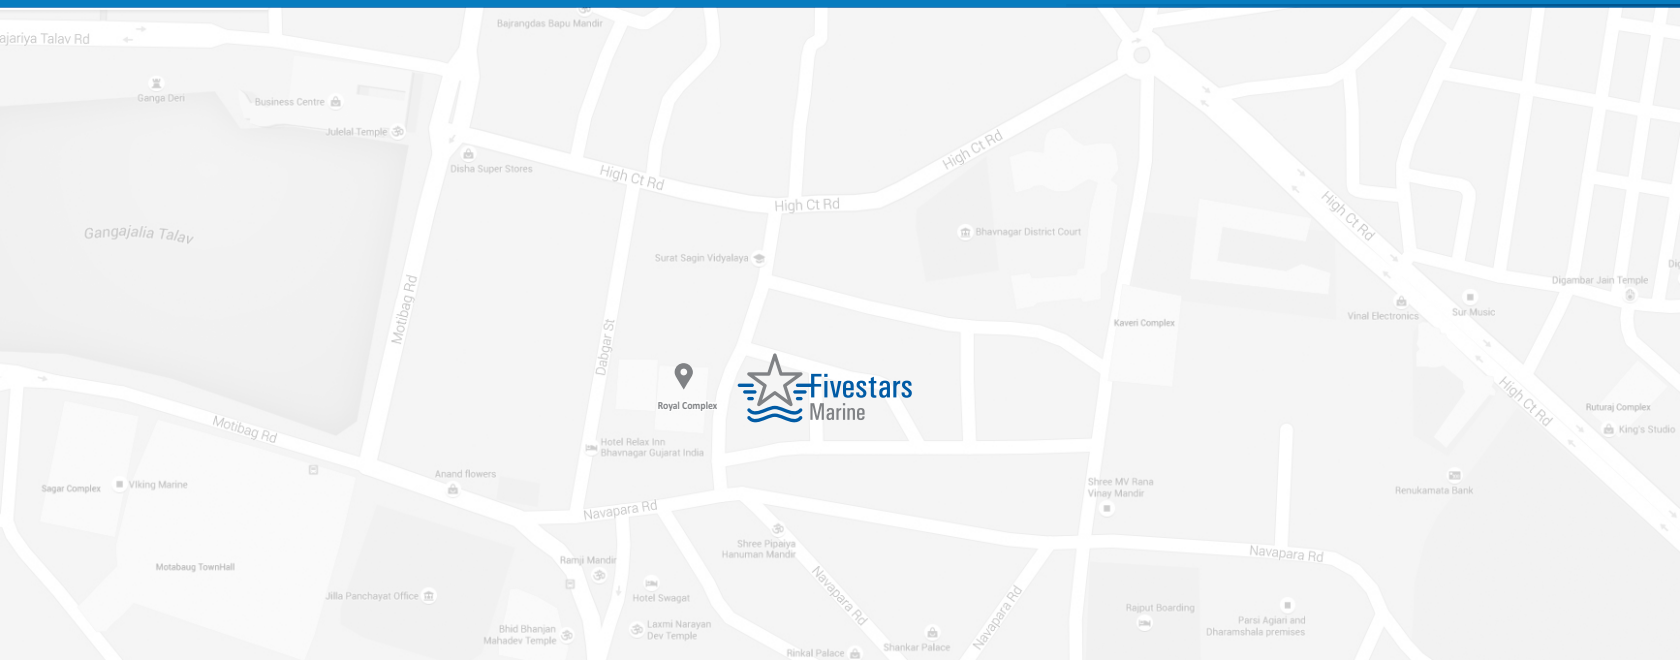 Bajrangdas Bapu Mandir
ajariya Talav Rd
Ganga Deri
Business Centre
Julelal Temple
Disha Super Stores
High Ct Rd
High Ct Rd
High Ct Rd
High Ct Rd
High Ct Rd
Gangajalia Talav
Motibag Rd
Surat Sagin Vidyalaya
Bhavnagar District Court
Digambar Jain Temple
Vinal Electronics
Sur Music
Kaveri Complex
Dabgar St
Royal Complex
Fivestars
Marine
Ruturaj Complex
King's Studio
Motibag Rd
Hotel Relax Inn
Bhavnagar Gujarat India
Anand flowers
Sagar Complex
Viking Marine
Shree MV Rana
Vinay Mandir
Renukamata Bank
Navapara Rd
Shree Pipaiya
Hanuman Mandir
Navapara Rd
Ramji Mandir
Motabaug TownHall
Jilla Panchayat Office
Hotel Swagat
Navapara Rd
Navapara Rd
Rajput Boarding
Parsi Agiari and
Dharamshala premises
Bhid Bhanjan
Mahadev Temple
Laxmi Narayan
Dev Temple
Rinkal Palace
Shankar Palace